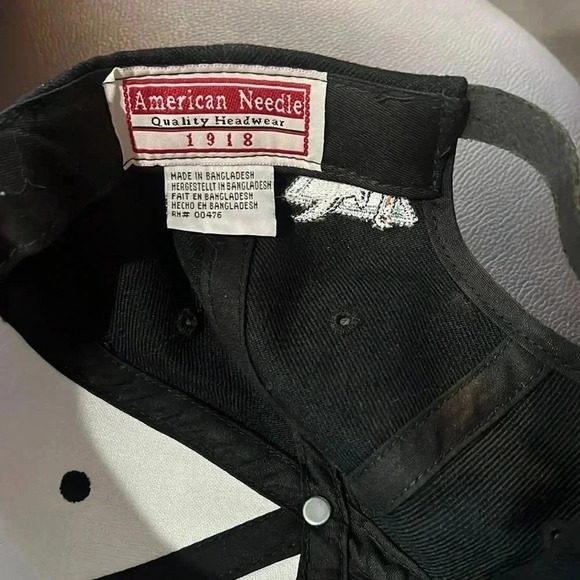 American Needle
Quality Headwear
1918
MADE IN BANGLADESH
HERGESTELLT IN BANGLADESH
FAIT EN BANGLADESH
HECHO EN BANGLADESH
RN# 00476